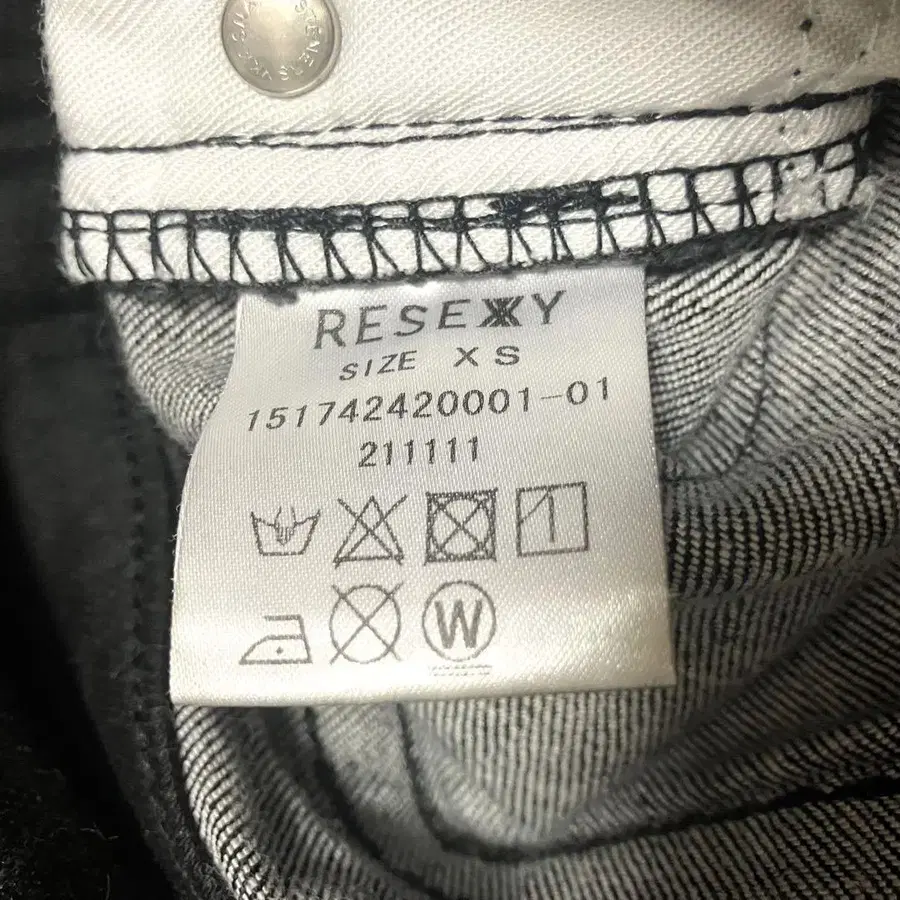 RESEXXY
SIZE XS
151742420001-01
211111
W